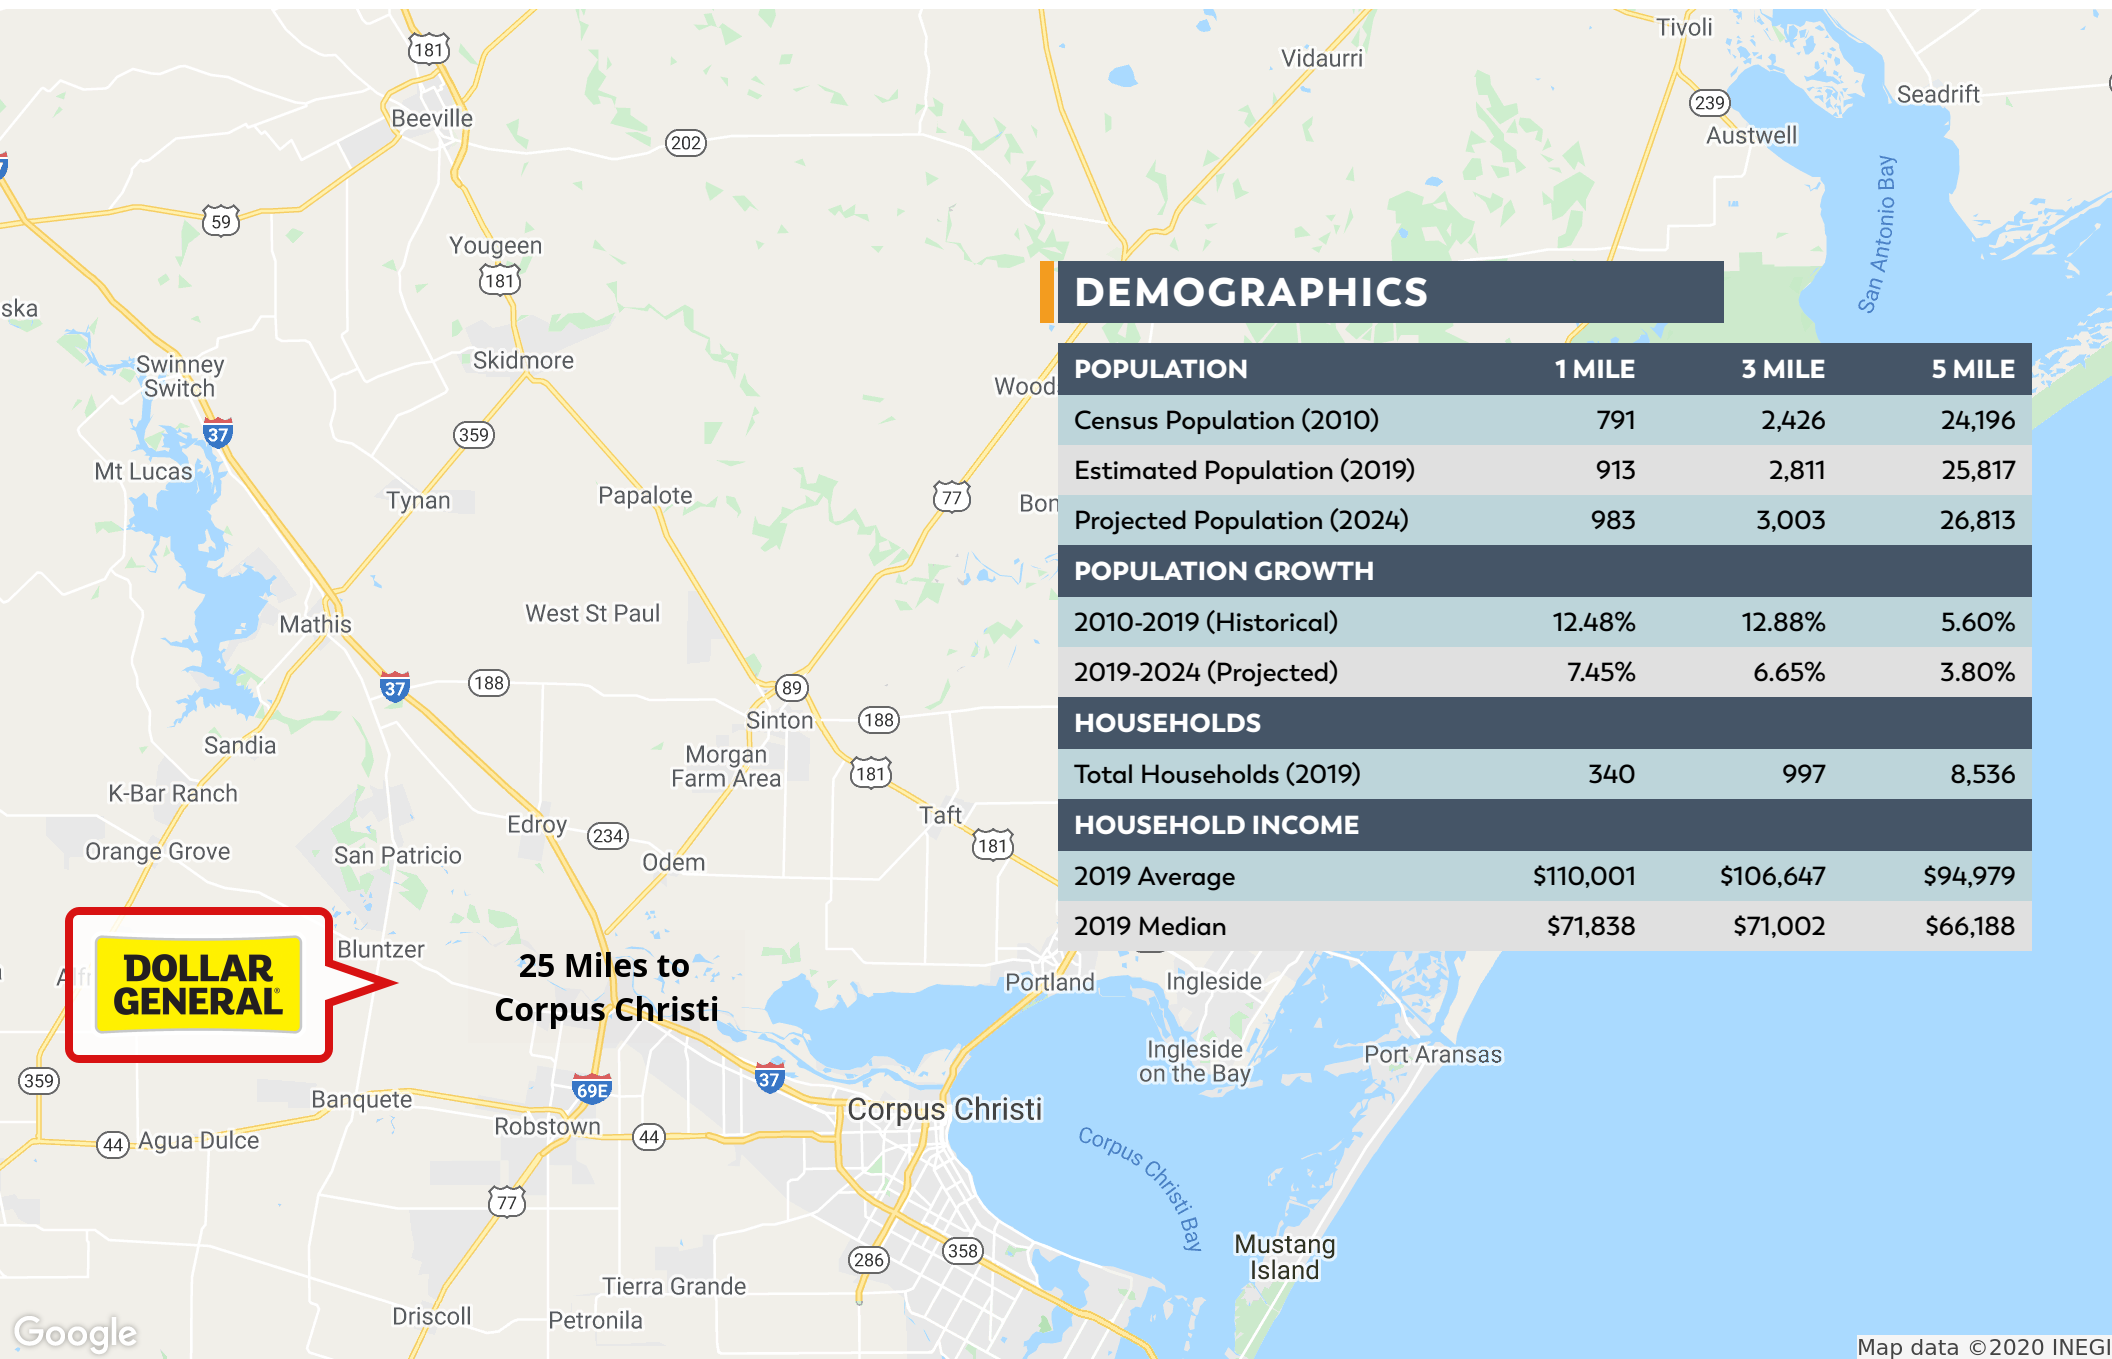 Tivoli
181
Vidaurri
Seadrift
239
Beeville
Austwell
202
San Antonio Bay
59
Yougeen
181
DEMOGRAPHICS
ska
Swinney
Switch
Skidmore
POPULATION 1 MILE 3 MILE 5 MILE
37
359
Census Population (2010) 791 2,426 24,196
Mt Lucas
Estimated Population (2019) 913 2,811 25,817
Tynan
Papalote
77
Projected Population (2024) 983 3,003 26,813
POPULATION GROWTH
Mathis
West St Paul
2010-2019 (Historical) 12.48% 12.88% 5.60%
37
188
89
2019-2024 (Projected) 7.45% 6.65% 3.80%
Sinton
188
HOUSEHOLDS
Sandia
Morgan
Farm Area
181
Total Households (2019) 340 997 8,536
K-Bar Ranch
Edroy
234
Taft
HOUSEHOLD INCOME
Orange Grove
San Patricio
Odem
181
2019 Average $110,001 $106,647 $94,979
2019 Median $71,838 $71,002 $66,188
Bluntzer
DOLLAR
GENERAL
25 Miles to
Corpus Christi
Portland
Ingleside
359
Ingleside
on the Bay
Port Aransas
69E
37
Banquete
Corpus Christi
Robstown
44
44
Agua Dulce
Corpus Christi Bay
77
286
358
Mustang
Island
Tierra Grande
Driscoll
Petronila
Google
Map data ©2020 INEGI